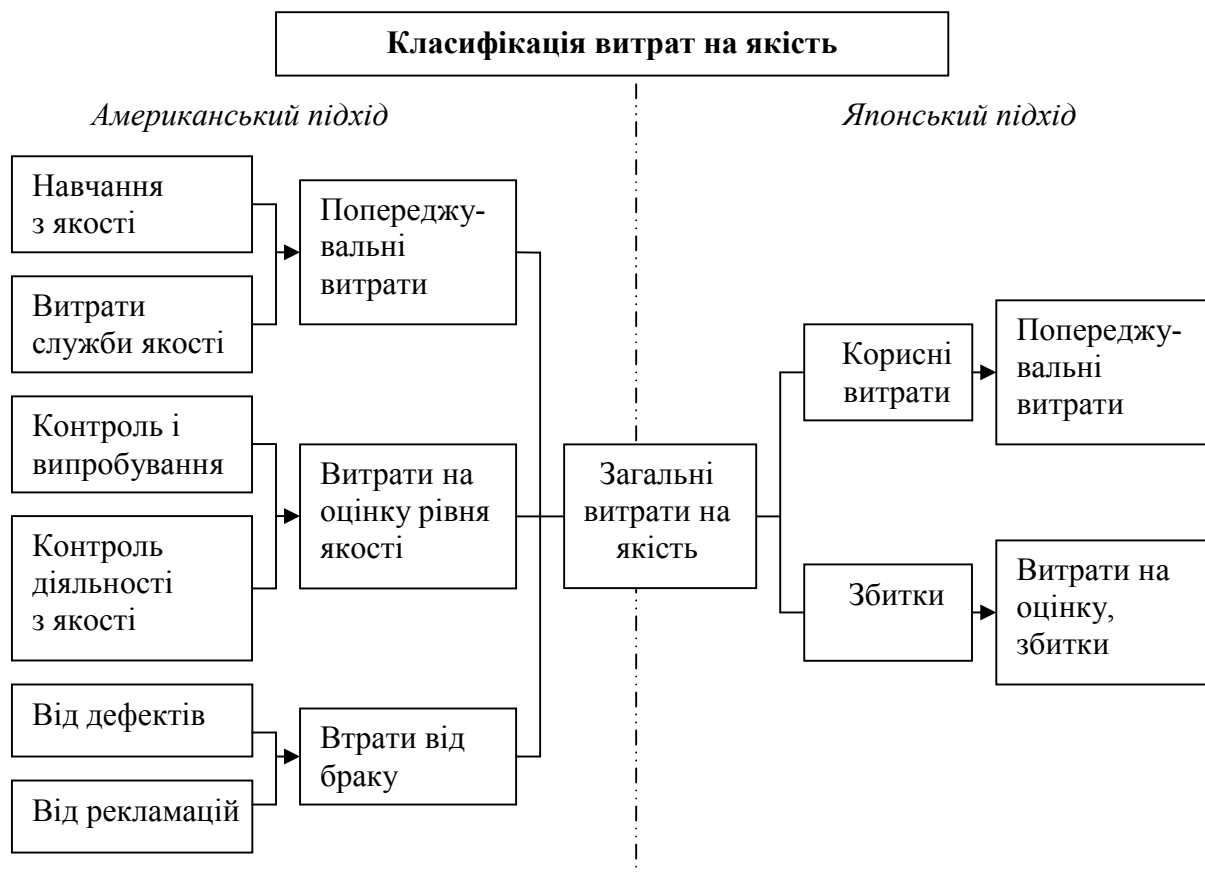 Класифікація витрат на якість
Американський підхід
Японський підхід
Навчання
з якості
Витрати
служби якості
Попереджу-
вальні
витрати
Контроль і
випробування
Контроль
діяльності
з якості
Витрати на
оцінку рівня
якості
Від дефектів
Від рекламацій
Втрати від
браку
Загальні
витрати на
якість
Корисні
витрати
Попереджу-
вальні
витрати
Збитки
Витрати на
оцінку,
збитки